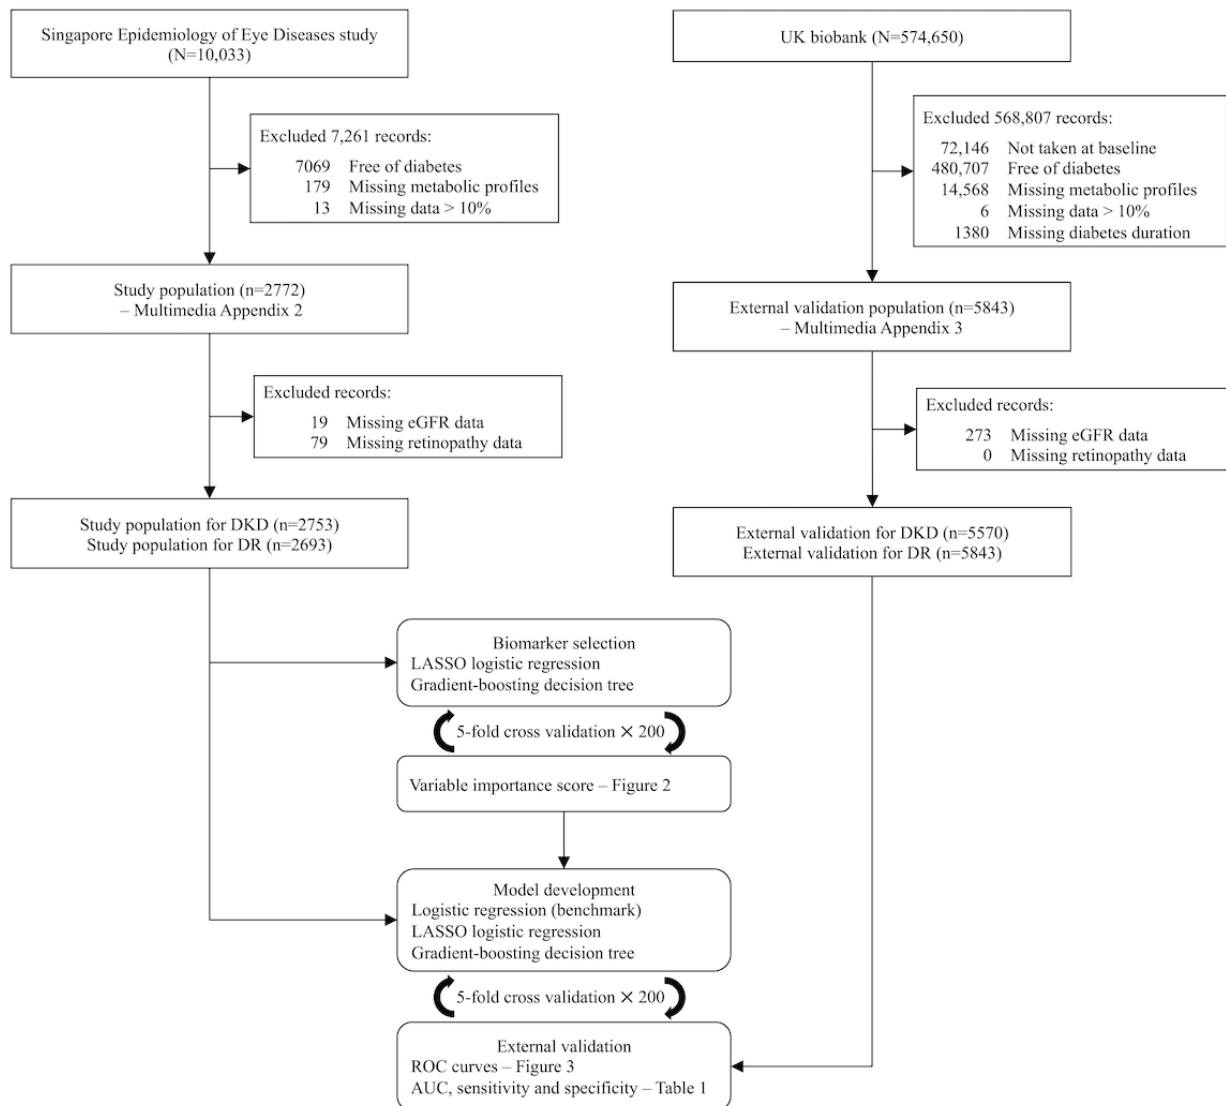 Singapore Epidemiology of Eye Diseases study
(N=10,033)
Excluded 7,261 records:
7069 Free of diabetes
179 Missing metabolic profiles
13 Missing data > 10%
Study population (n=2772)
– Multimedia Appendix 2
Excluded records:
19 Missing eGFR data
79 Missing retinopathy data
Study population for DKD (n=2753)
Study population for DR (n=2693)
UK biobank (N=574,650)
Excluded 568,807 records:
72,146 Not taken at baseline
480,707 Free of diabetes
14,568 Missing metabolic profiles
6 Missing data > 10%
1380 Missing diabetes duration
External validation population (n=5843)
– Multimedia Appendix 3
Excluded records:
273 Missing eGFR data
0 Missing retinopathy data
External validation for DKD (n=5570)
External validation for DR (n=5843)
Biomarker selection
LASSO logistic regression
Gradient-boosting decision tree
5-fold cross validation × 200
Variable importance score – Figure 2
Model development
Logistic regression (benchmark)
LASSO logistic regression
Gradient-boosting decision tree
5-fold cross validation × 200
External validation
ROC curves – Figure 3
AUC, sensitivity and specificity – Table 1